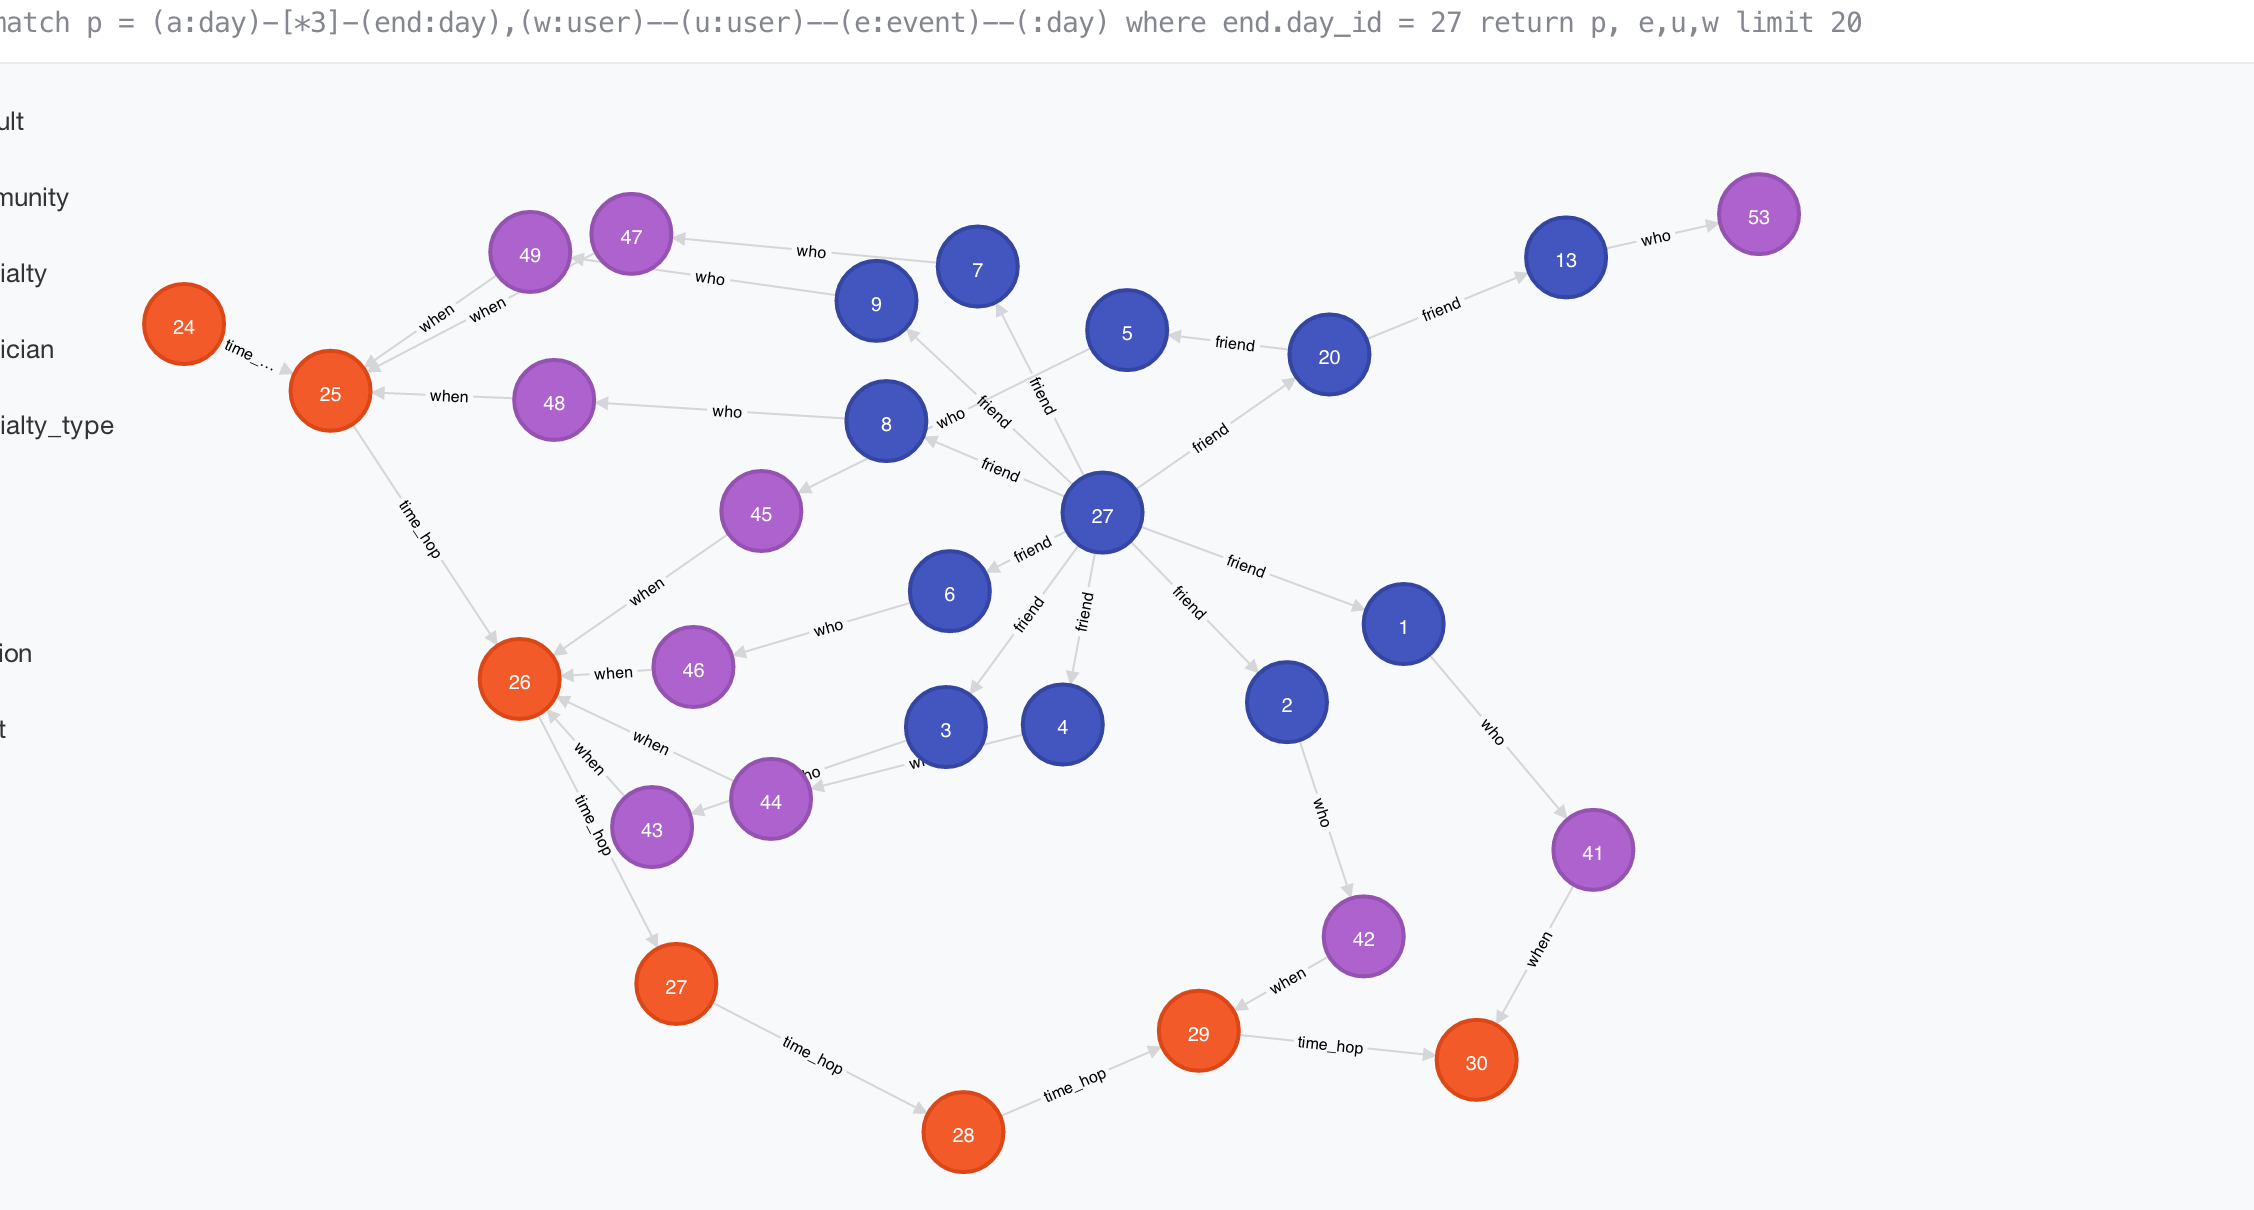 match p = (a:day)-[*3]-(end:day),(w:user)--(u:user)--(e:event)--(:day) where end.day_id = 27 return p, e,u,w limit 20
ult
munity
ialty
ician
ialty_type
ion
t
53
47
49
who
7
13
who
who
9
friend
when
when
24
5
friend
20
time_...
25
when
48
who
8
who
friend
friend
friend
friend
45
27
time_hop
friend
friend
when
6
friend
friend
friend
1
who
26
when
46
3
4
2
who
when
ho
wh
when
44
43
time_hop
who
41
42
when
27
when
29
time_hop
30
time_hop
time_hop
28